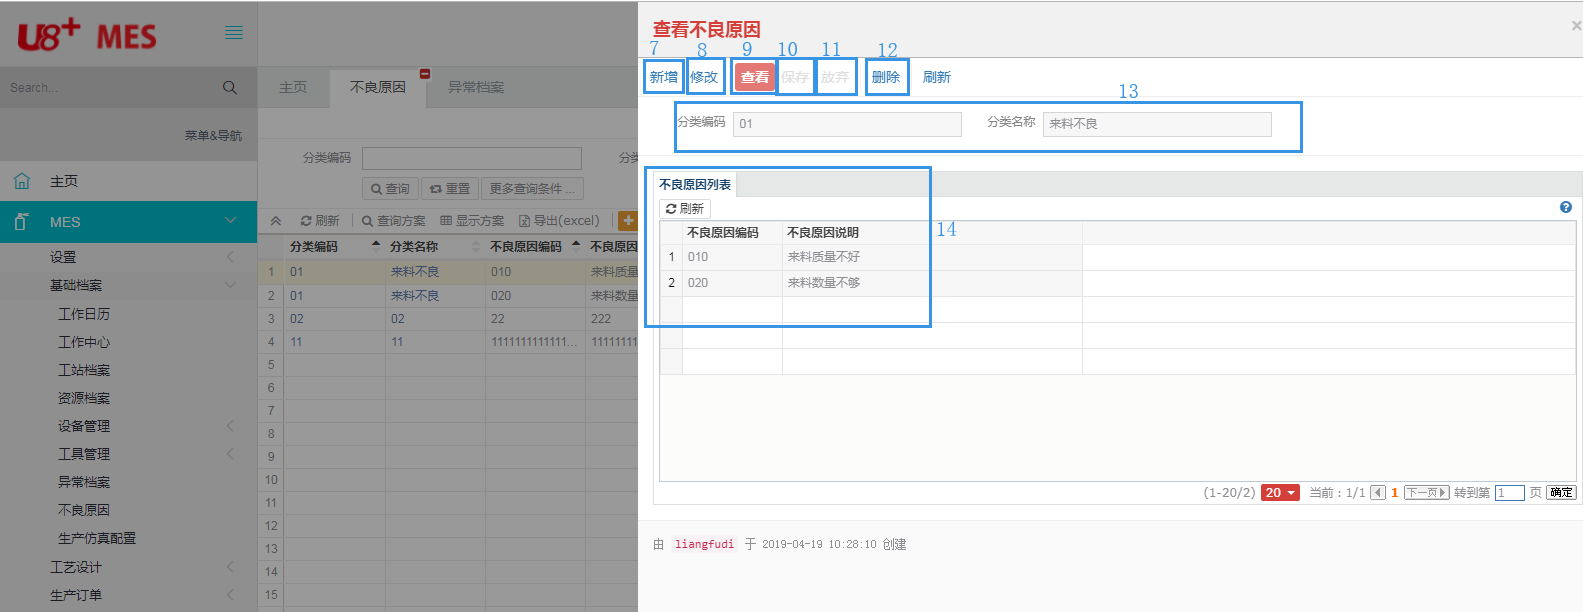 U8+ MES
Search...
菜单&导航
主页
MES
设置
基础档案
工作日历
工作中心
工站档案
资源档案
设备管理
工具管理
异常档案
不良原因
生产仿真配置
工艺设计
生产订单
主页 不良原因 异常档案
分类编码 分类
查询 重置 更多查询条件 ...
刷新 查询方案 显示方案 导出(excel)
分类编码 分类名称 不良原因编码 不良原因
1 01 来料不良 010 来料质量
2 01 来料不良 020 来料数量
3 02 02 22 222
4 11 11 11111111111111... 1111111
5
6
7
8
9
10
11
12
13
14
15
查看不良原因
7 8 9 10 11 12
新增 修改 查看 保存 放弃 删除 刷新
13
分类编码 01 分类名称 来料不良
不良原因列表
刷新
14
不良原因编码 不良原因说明
1 010 来料质量不好
2 020 来料数量不够
(1-20/2) 20 当前：1/1 1 下一页 转到第 1 页 确定
由 liangfudi 于 2019-04-19 10:28:10 创建